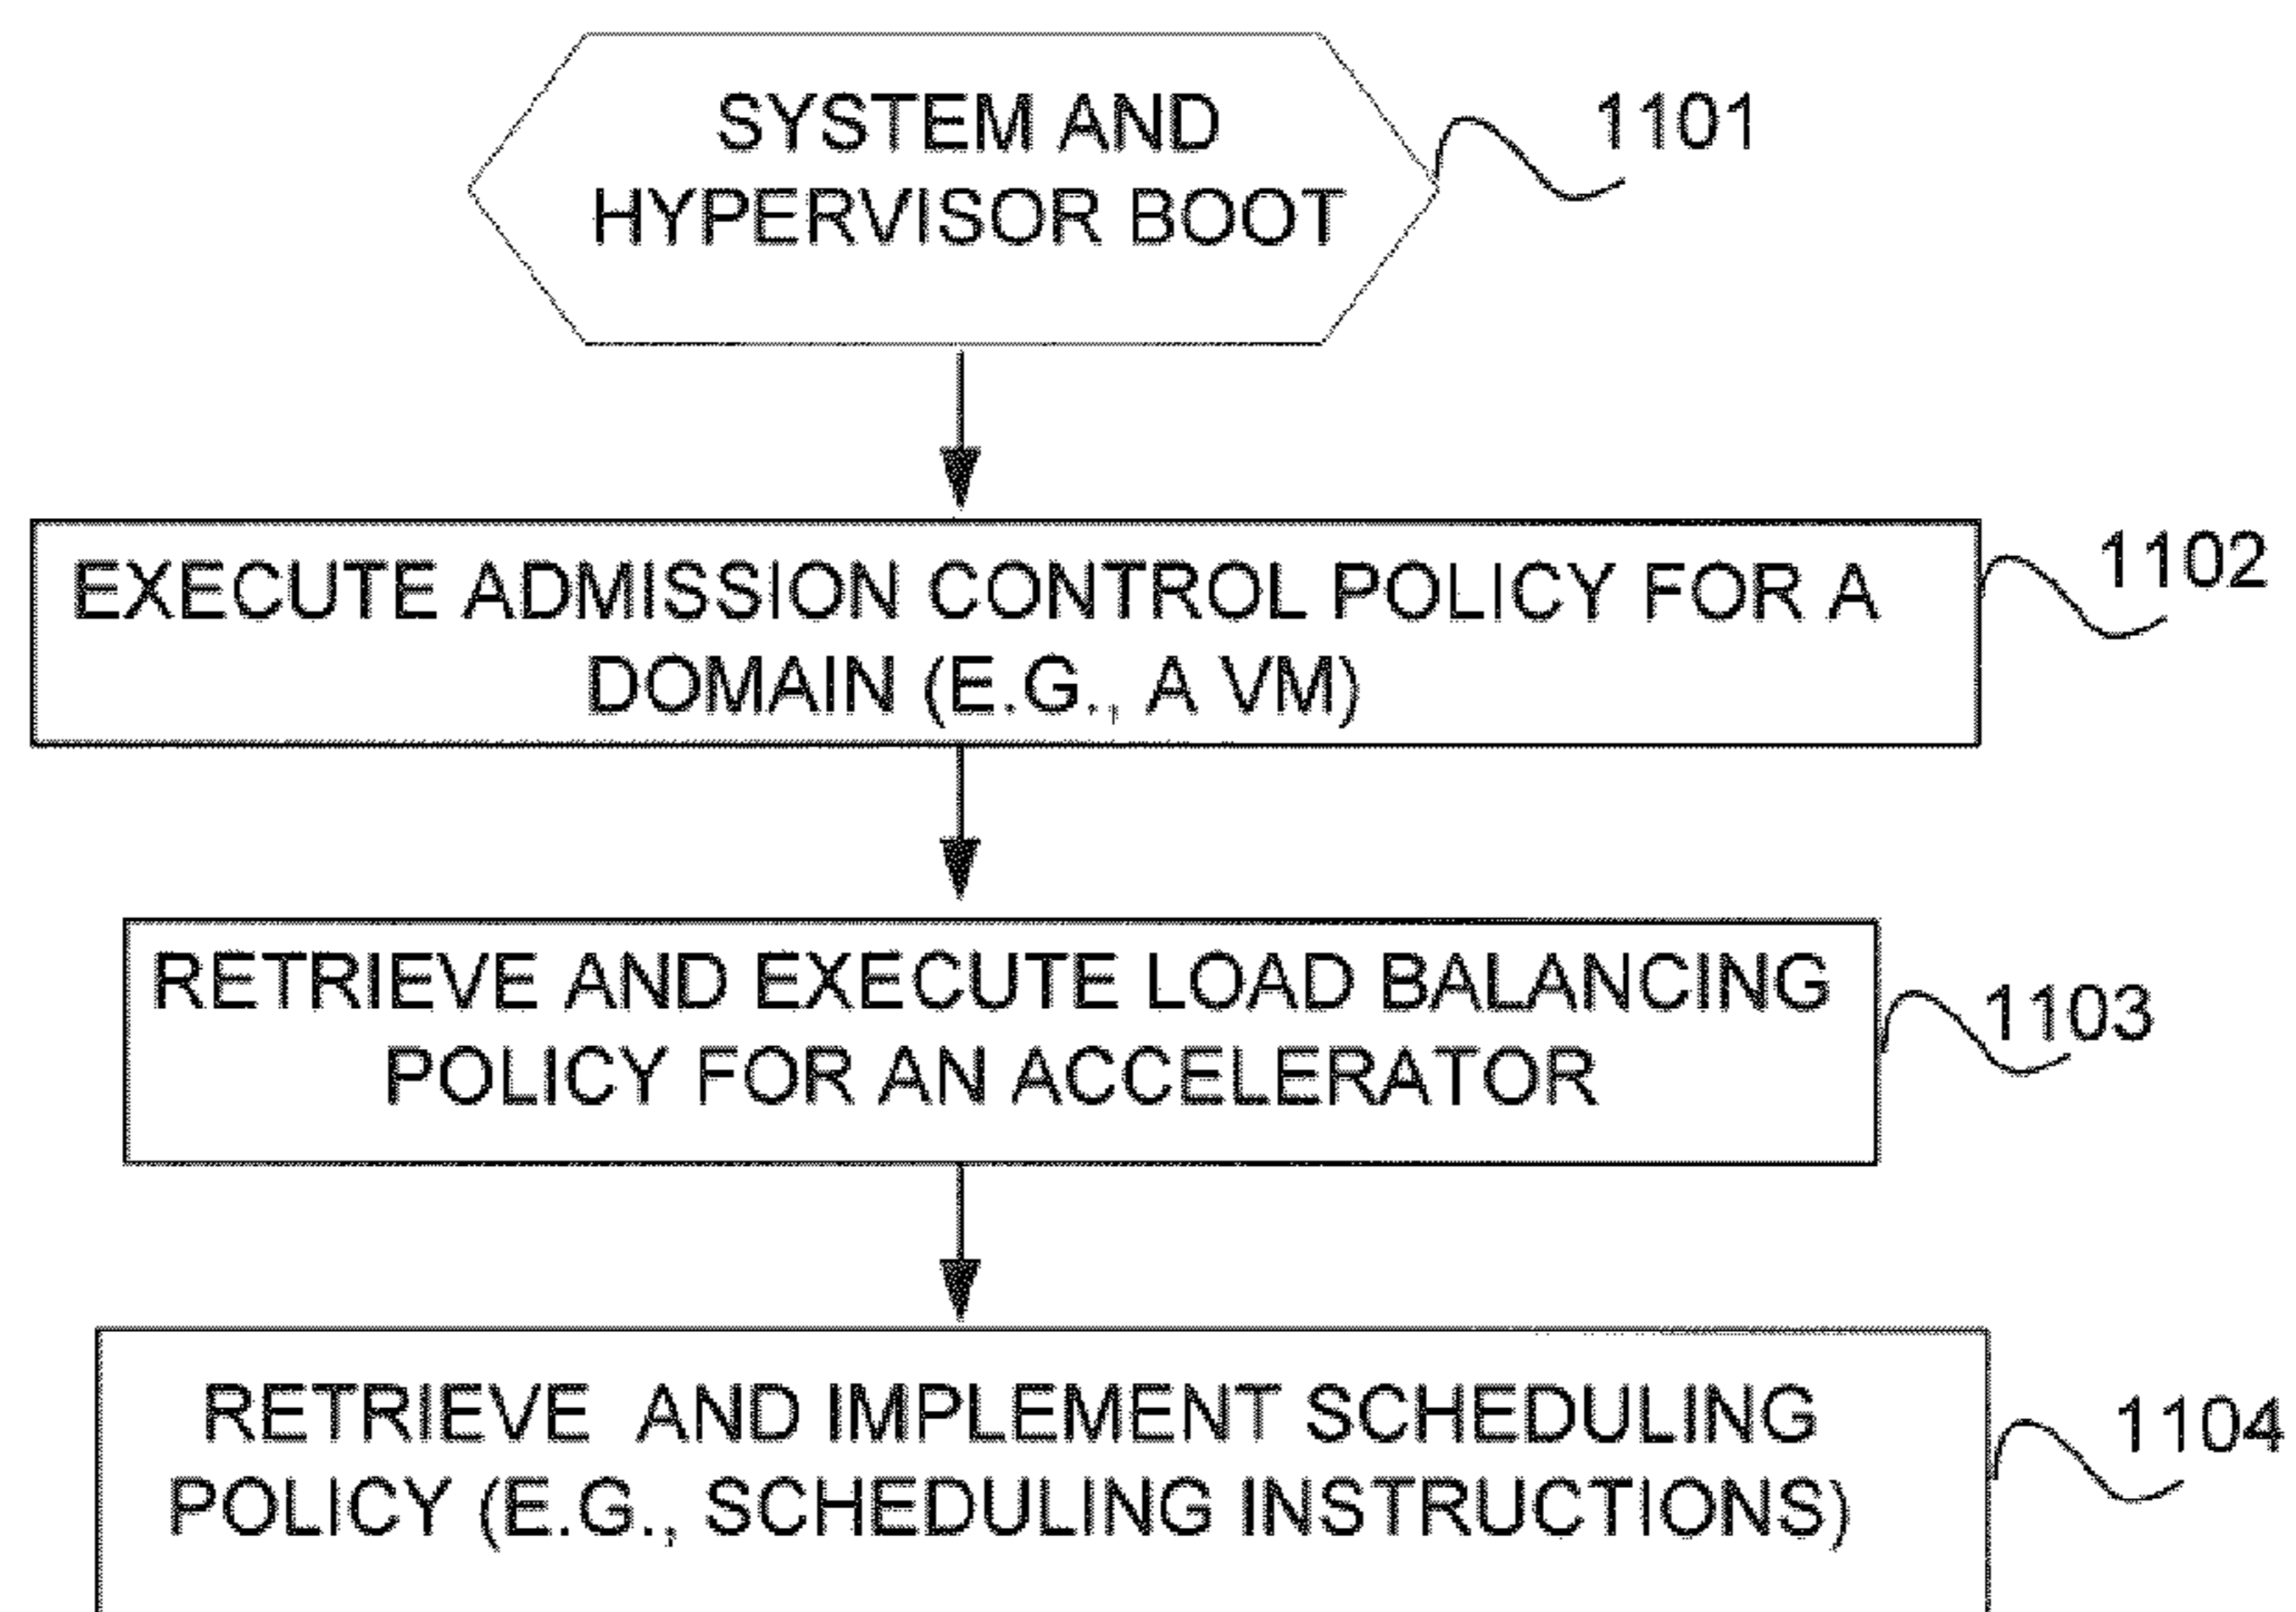 SYSTEM AND
HYPERVISOR BOOT
1101
EXECUTE ADMISSION CONTROL POLICY FOR A
DOMAIN (E.G., A VM)
1102
RETRIEVE AND EXECUTE LOAD BALANCING
POLICY FOR AN ACCELERATOR
1103
RETRIEVE AND IMPLEMENT SCHEDULING
POLICY (E.G., SCHEDULING INSTRUCTIONS)
1104